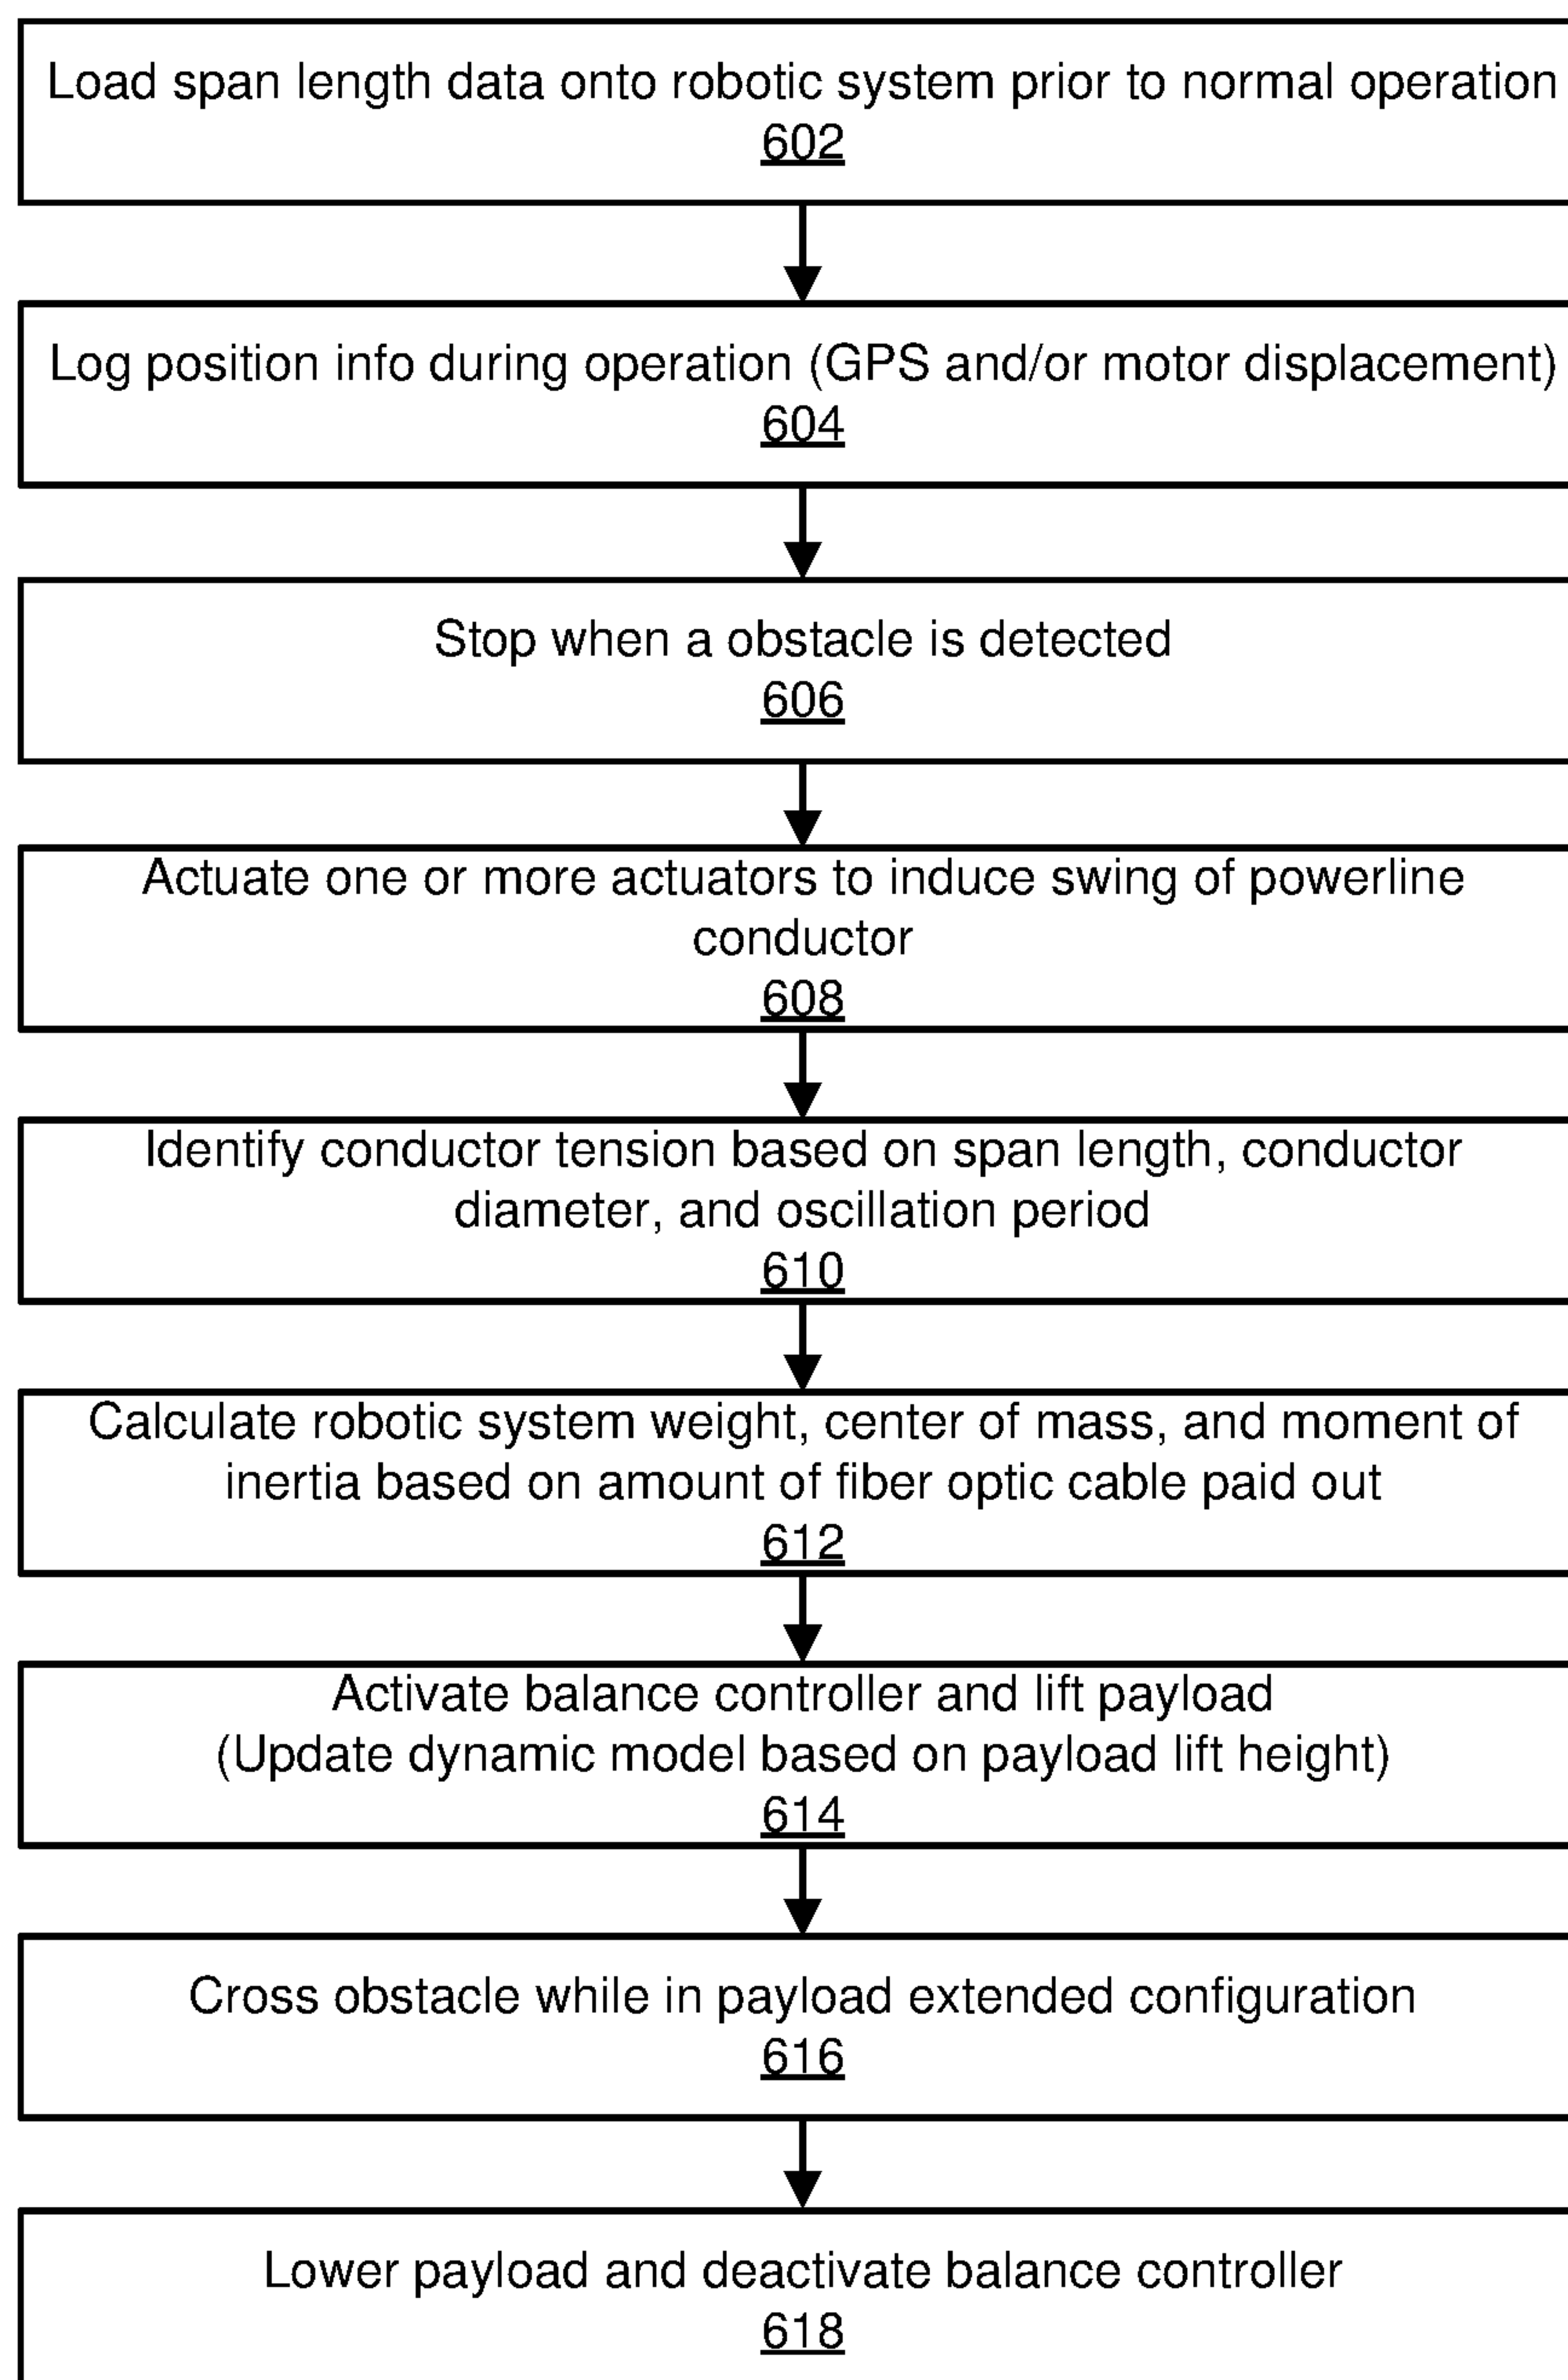 Load span length data onto robotic system prior to normal operation
602
Log position info during operation (GPS and/or motor displacement)
604
Stop when a obstacle is detected
606
Actuate one or more actuators to induce swing of powerline
conductor
608
Identify conductor tension based on span length, conductor
diameter, and oscillation period
610
Calculate robotic system weight, center of mass, and moment of
inertia based on amount of fiber optic cable paid out
612
Activate balance controller and lift payload
(Update dynamic model based on payload lift height)
614
Cross obstacle while in payload extended configuration
616
Lower payload and deactivate balance controller
618